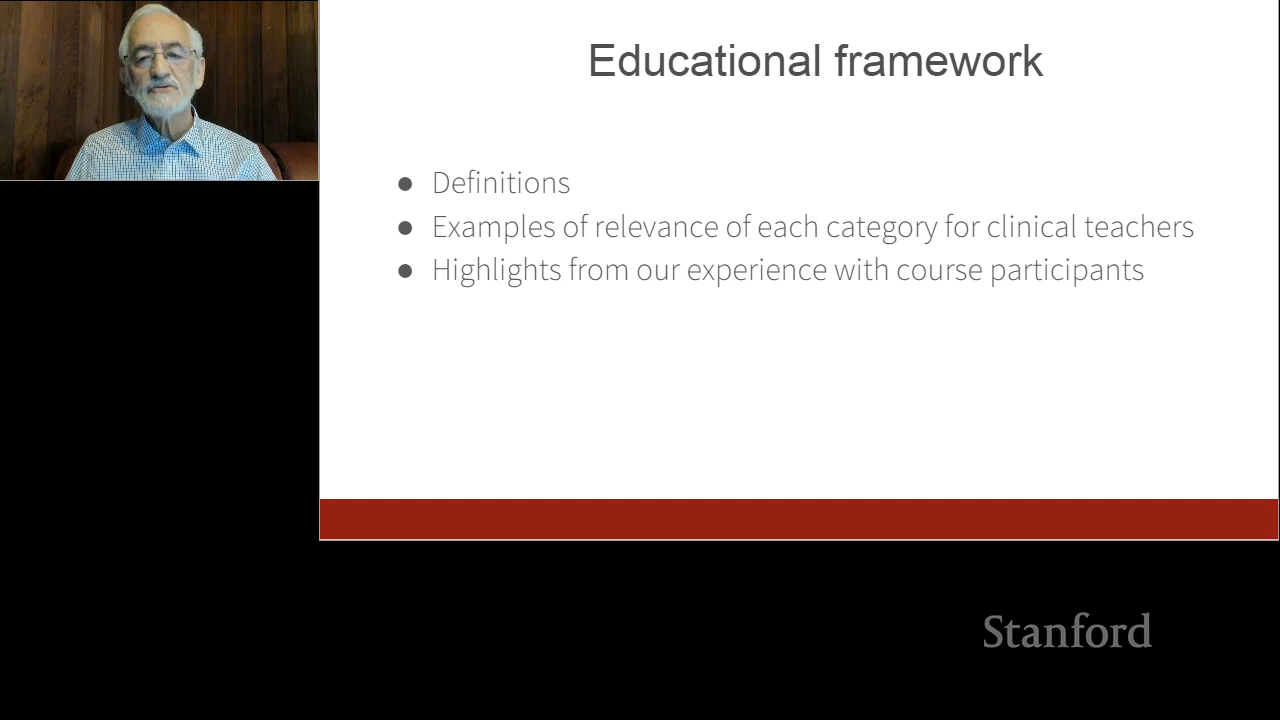 Educational framework
● Definitions
● Examples of relevance of each category for clinical teachers
● Highlights from our experience with course participants
Stanford